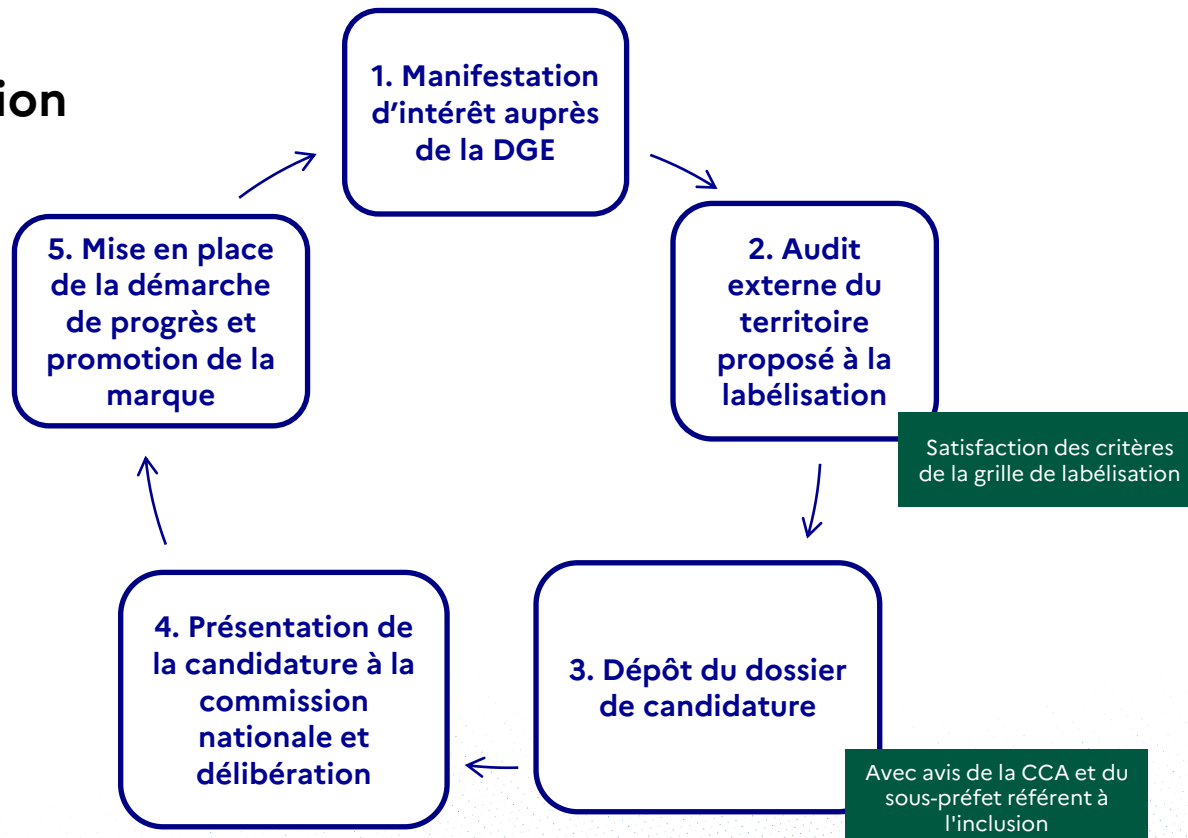 ion
1. Manifestation
d'intérêt auprès
de la DGE
2. Audit
externe du
territoire
proposé à la
labélisation
Satisfaction des critères
de la grille de labélisation
3. Dépôt du dossier
de candidature
Avec avis de la CCA et du
sous-préfet référent à
l'inclusion
4. Présentation de
la candidature à la
commission
nationale et
délibération
5. Mise en place
de la démarche
de progrès et
promotion de la
marque